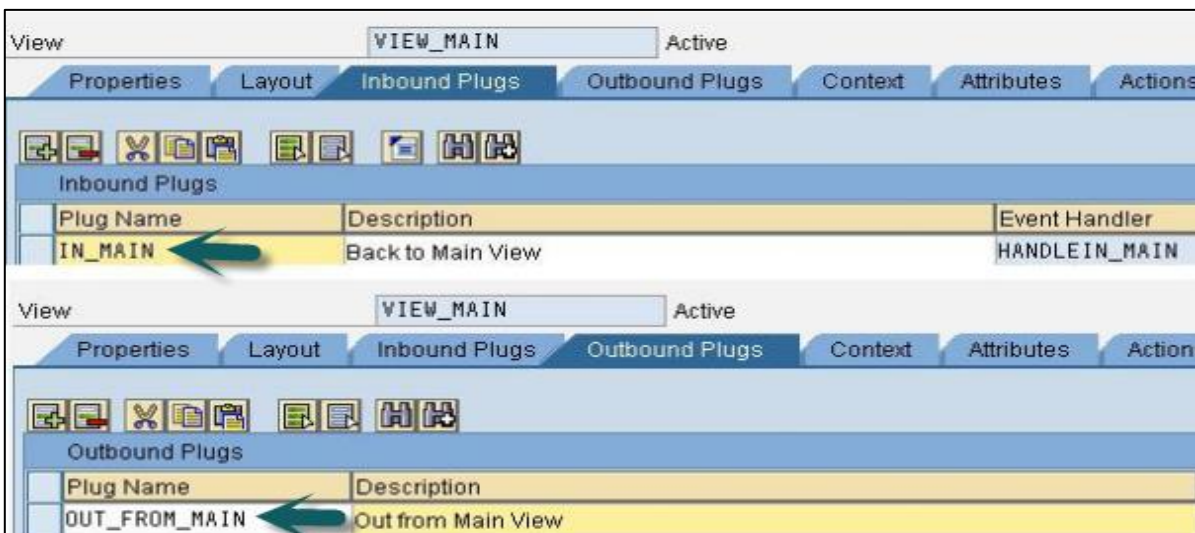 View VIEW_MAIN Active
Properties Layout Inbound Plugs Outbound Plugs Context Attributes Actions
Inbound Plugs
Plug Name Description Event Handler
IN_MAIN Back to Main View HANDLEIN_MAIN
View VIEW_MAIN Active
Properties Layout Inbound Plugs Outbound Plugs Context Attributes Action
Outbound Plugs
Plug Name Description
OUT_FROM_MAIN Out from Main View